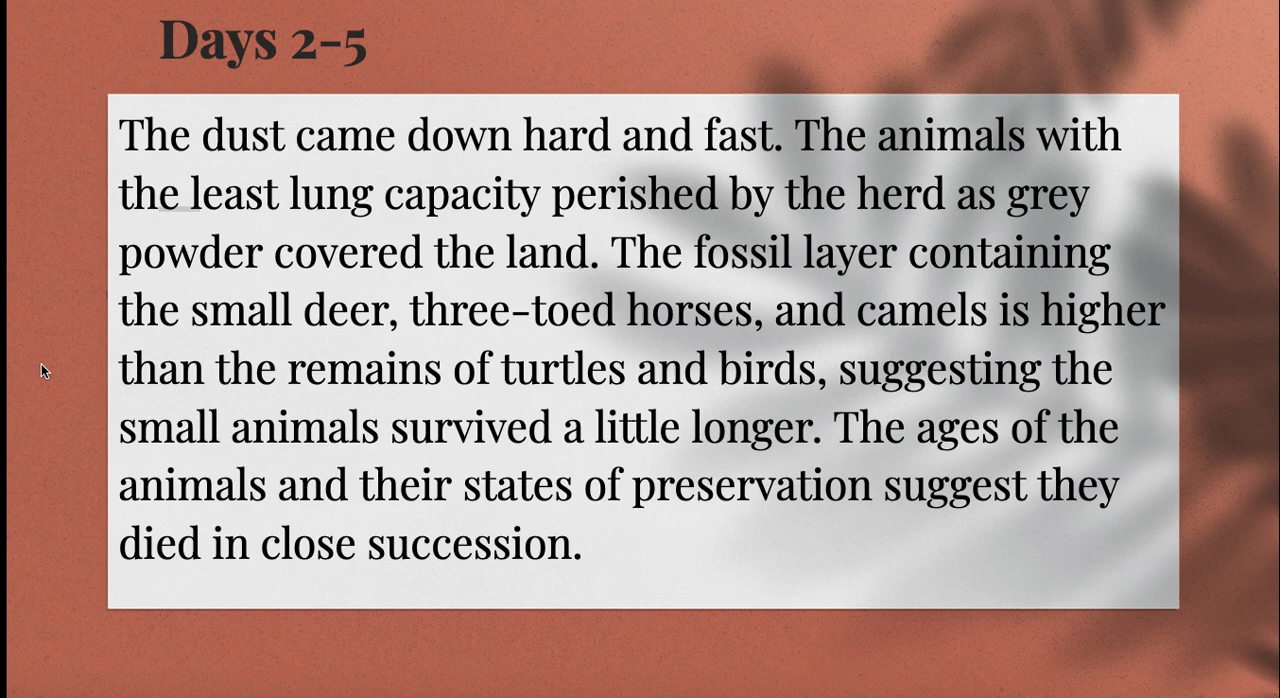 Days 2-5
The dust came down hard and fast. The animals with
the least lung capacity perished by the herd as grey
powder covered the land. The fossil layer containing
the small deer, three-toed horses, and camels is higher
than the remains of turtles and birds, suggesting the
small animals survived a little longer. The ages of the
animals and their states of preservation suggest they
died in close succession.